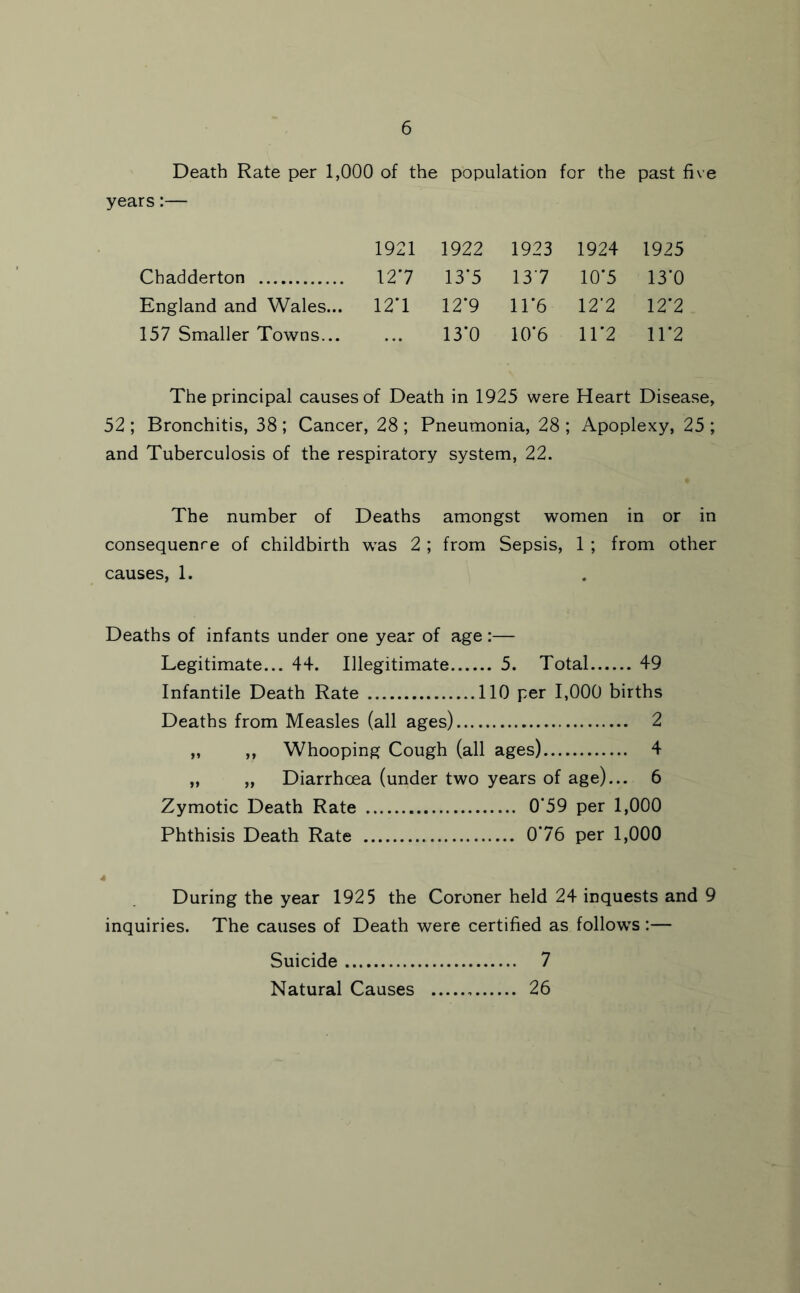 6
Death Rate per 1,000 of the population for the past five
years:—
1921 1922 1923 1924 1925
Chadderton ............ 12·7 13·5 13·7 10·5 13·0
England and Wales... 12·1 12·9 11·6 12·2 12·2
157 Smaller Towns... ... 13·0 10·6 11·2 11·2
The principal causes of Death in 1925 were Heart Disease,
52; Bronchitis, 38; Cancer, 28; Pneumonia, 28; Apoplexy, 25;
and Tuberculosis of the respiratory system, 22.
The number of Deaths amongst women in or in
consequence of childbirth was 2; from Sepsis, 1; from other
causes, 1.
Deaths of infants under one year of age:—
Legitimate... 44. Illegitimate...... 5. Total...... 49
Infantile Death Rate ..................110 per 1,000 births
Deaths from Measles (all ages)............................ 2
„ „ Whooping Cough (all ages)............. 4
„ „ Diarrhœa (under two years of age)... 6
Zymotic Death Rate ........................ 0·59 per 1,000
Phthisis Death Rate ........................ 0·76 per 1,000
During the year 1925 the Coroner held 24 inquests and 9
inquiries. The causes of Death were certified as follows:—
Suicide........................... 7
Natural Causes ............. 26